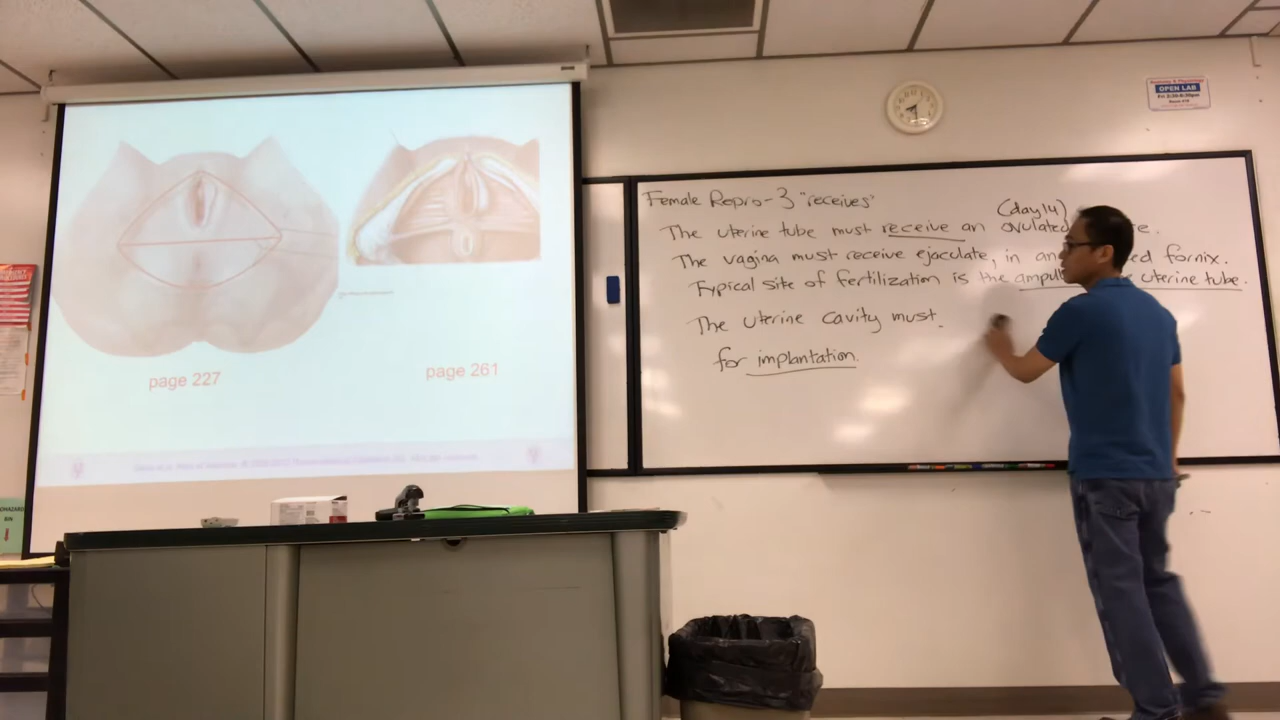 page 227
page 261
OPEN LAB
Female Repro-3 "receives"
(day 14)
The uterine tube must receive an ovulated
The vagina must receive ejaculate, in an fornix.
Typical site of fertilization is the uterine tube.
The uterine cavity must
for implantation.